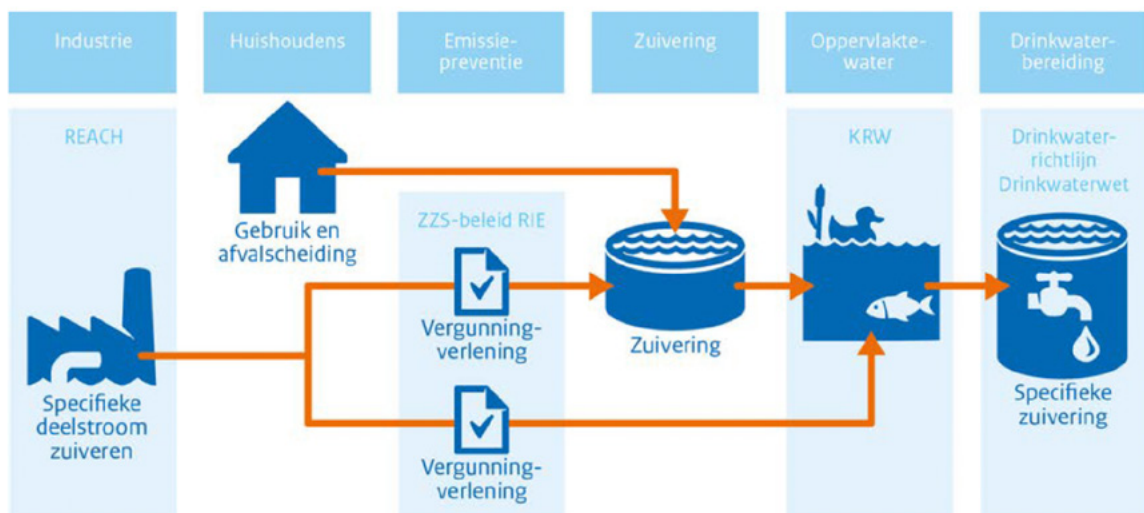 Industrie
Huishoudens
Emissie-
preventie
Zuivering
Oppervlakte-
water
Drinkwater-
bereiding
REACH
Specifieke
deelstroom
zuiveren
Gebruik en
afvalscheiding
ZZS-beleid RIE
Vergunning-
verlening
Vergunning-
verlening
Zuivering
KRW
Drinkwater-
richtlijn
Drinkwaterwet
Specifieke
zuivering